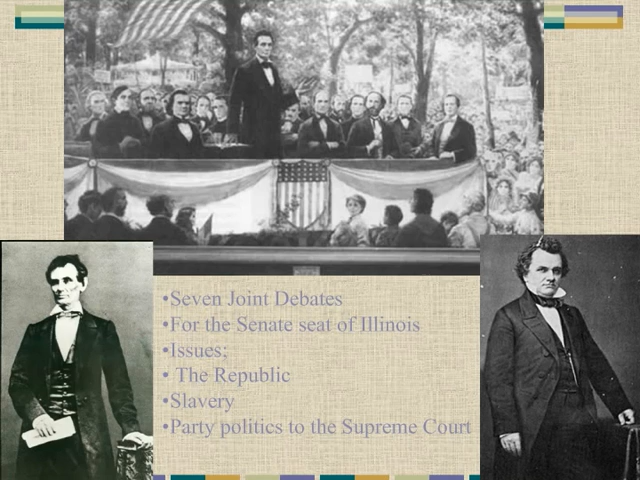 •Seven Joint Debates
•For the Senate seat of Illinois
•Issues:
• The Republic
•Slavery
•Party politics to the Supreme Court